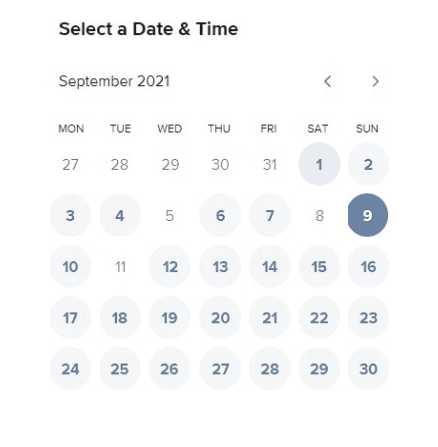 Select a Date & Time
September 2021
MON TUE WED THU FRI SAT SUN
27 28 29 30 31 1 2
3 4 5 6 7 8 9
10 11 12 13 14 15 16
17 18 19 20 21 22 23
24 25 26 27 28 29 30